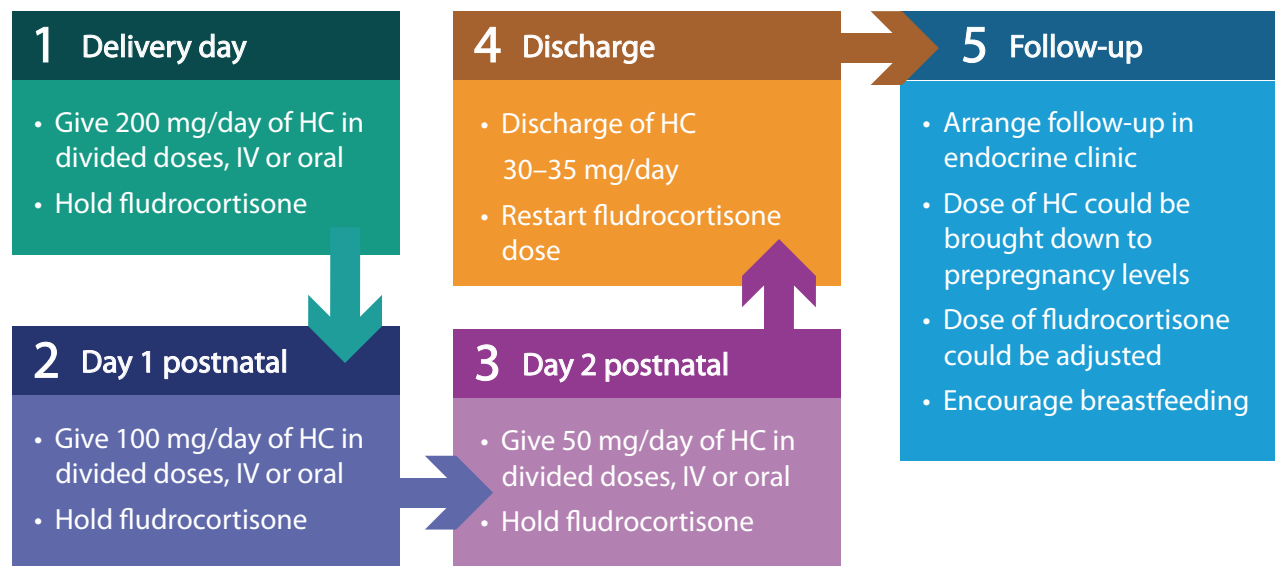 1 Delivery day
• Give 200 mg/day of HC in
divided doses, IV or oral
• Hold fludrocortisone
2 Day 1 postnatal
• Give 100 mg/day of HC in
divided doses, IV or oral
• Hold fludrocortisone
3 Day 2 postnatal
• Give 50 mg/day of HC in
divided doses, IV or oral
• Hold fludrocortisone
4 Discharge
• Discharge of HC
30–35 mg/day
• Restart fludrocortisone
dose
5 Follow-up
• Arrange follow-up in
endocrine clinic
• Dose of HC could be
brought down to
prepregnancy levels
• Dose of fludrocortisone
could be adjusted
• Encourage breastfeeding